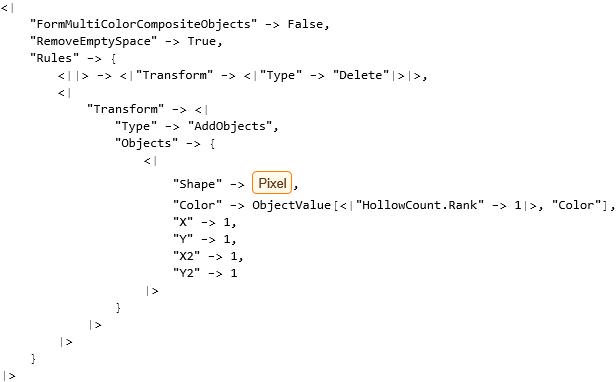 <|
"FormMultiColorCompositeObjects" -> False,
"RemoveEmptySpace" -> True,
"Rules" -> {
<||> -> <|"Transform" -> <|"Type" -> "Delete"|>|>,
<|
"Transform" -> <|
"Type" -> "AddObjects",
"Objects" -> {
<|
"Shape" -> Pixel,
"Color" -> ObjectValue[<|"HollowCount.Rank" -> 1|>, "Color"],
"X" -> 1,
"Y" -> 1,
"X2" -> 1,
"Y2" -> 1
|>
}
|>
|>
}
|>